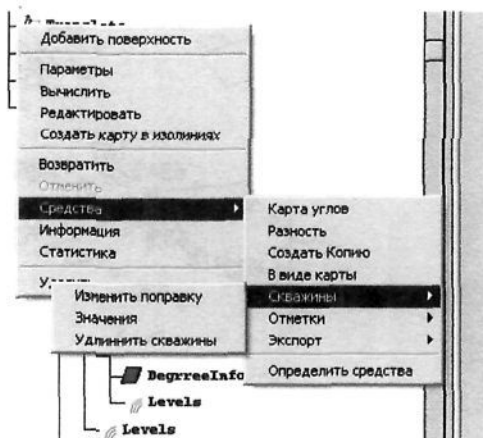 Добавить поверхность
Параметры
Вычислить
Редактировать
Создать карту в изолиниях
Возвратить
Отменить
Средства
Информация
Статистика
Карта углов
Разность
Создать Копию
В виде карты
Скважины
Отметки
Экспорт
Определить средства
Изменить поправку
Значения
Удлиннить скважины
DegrreeInfo
Levels
Levels